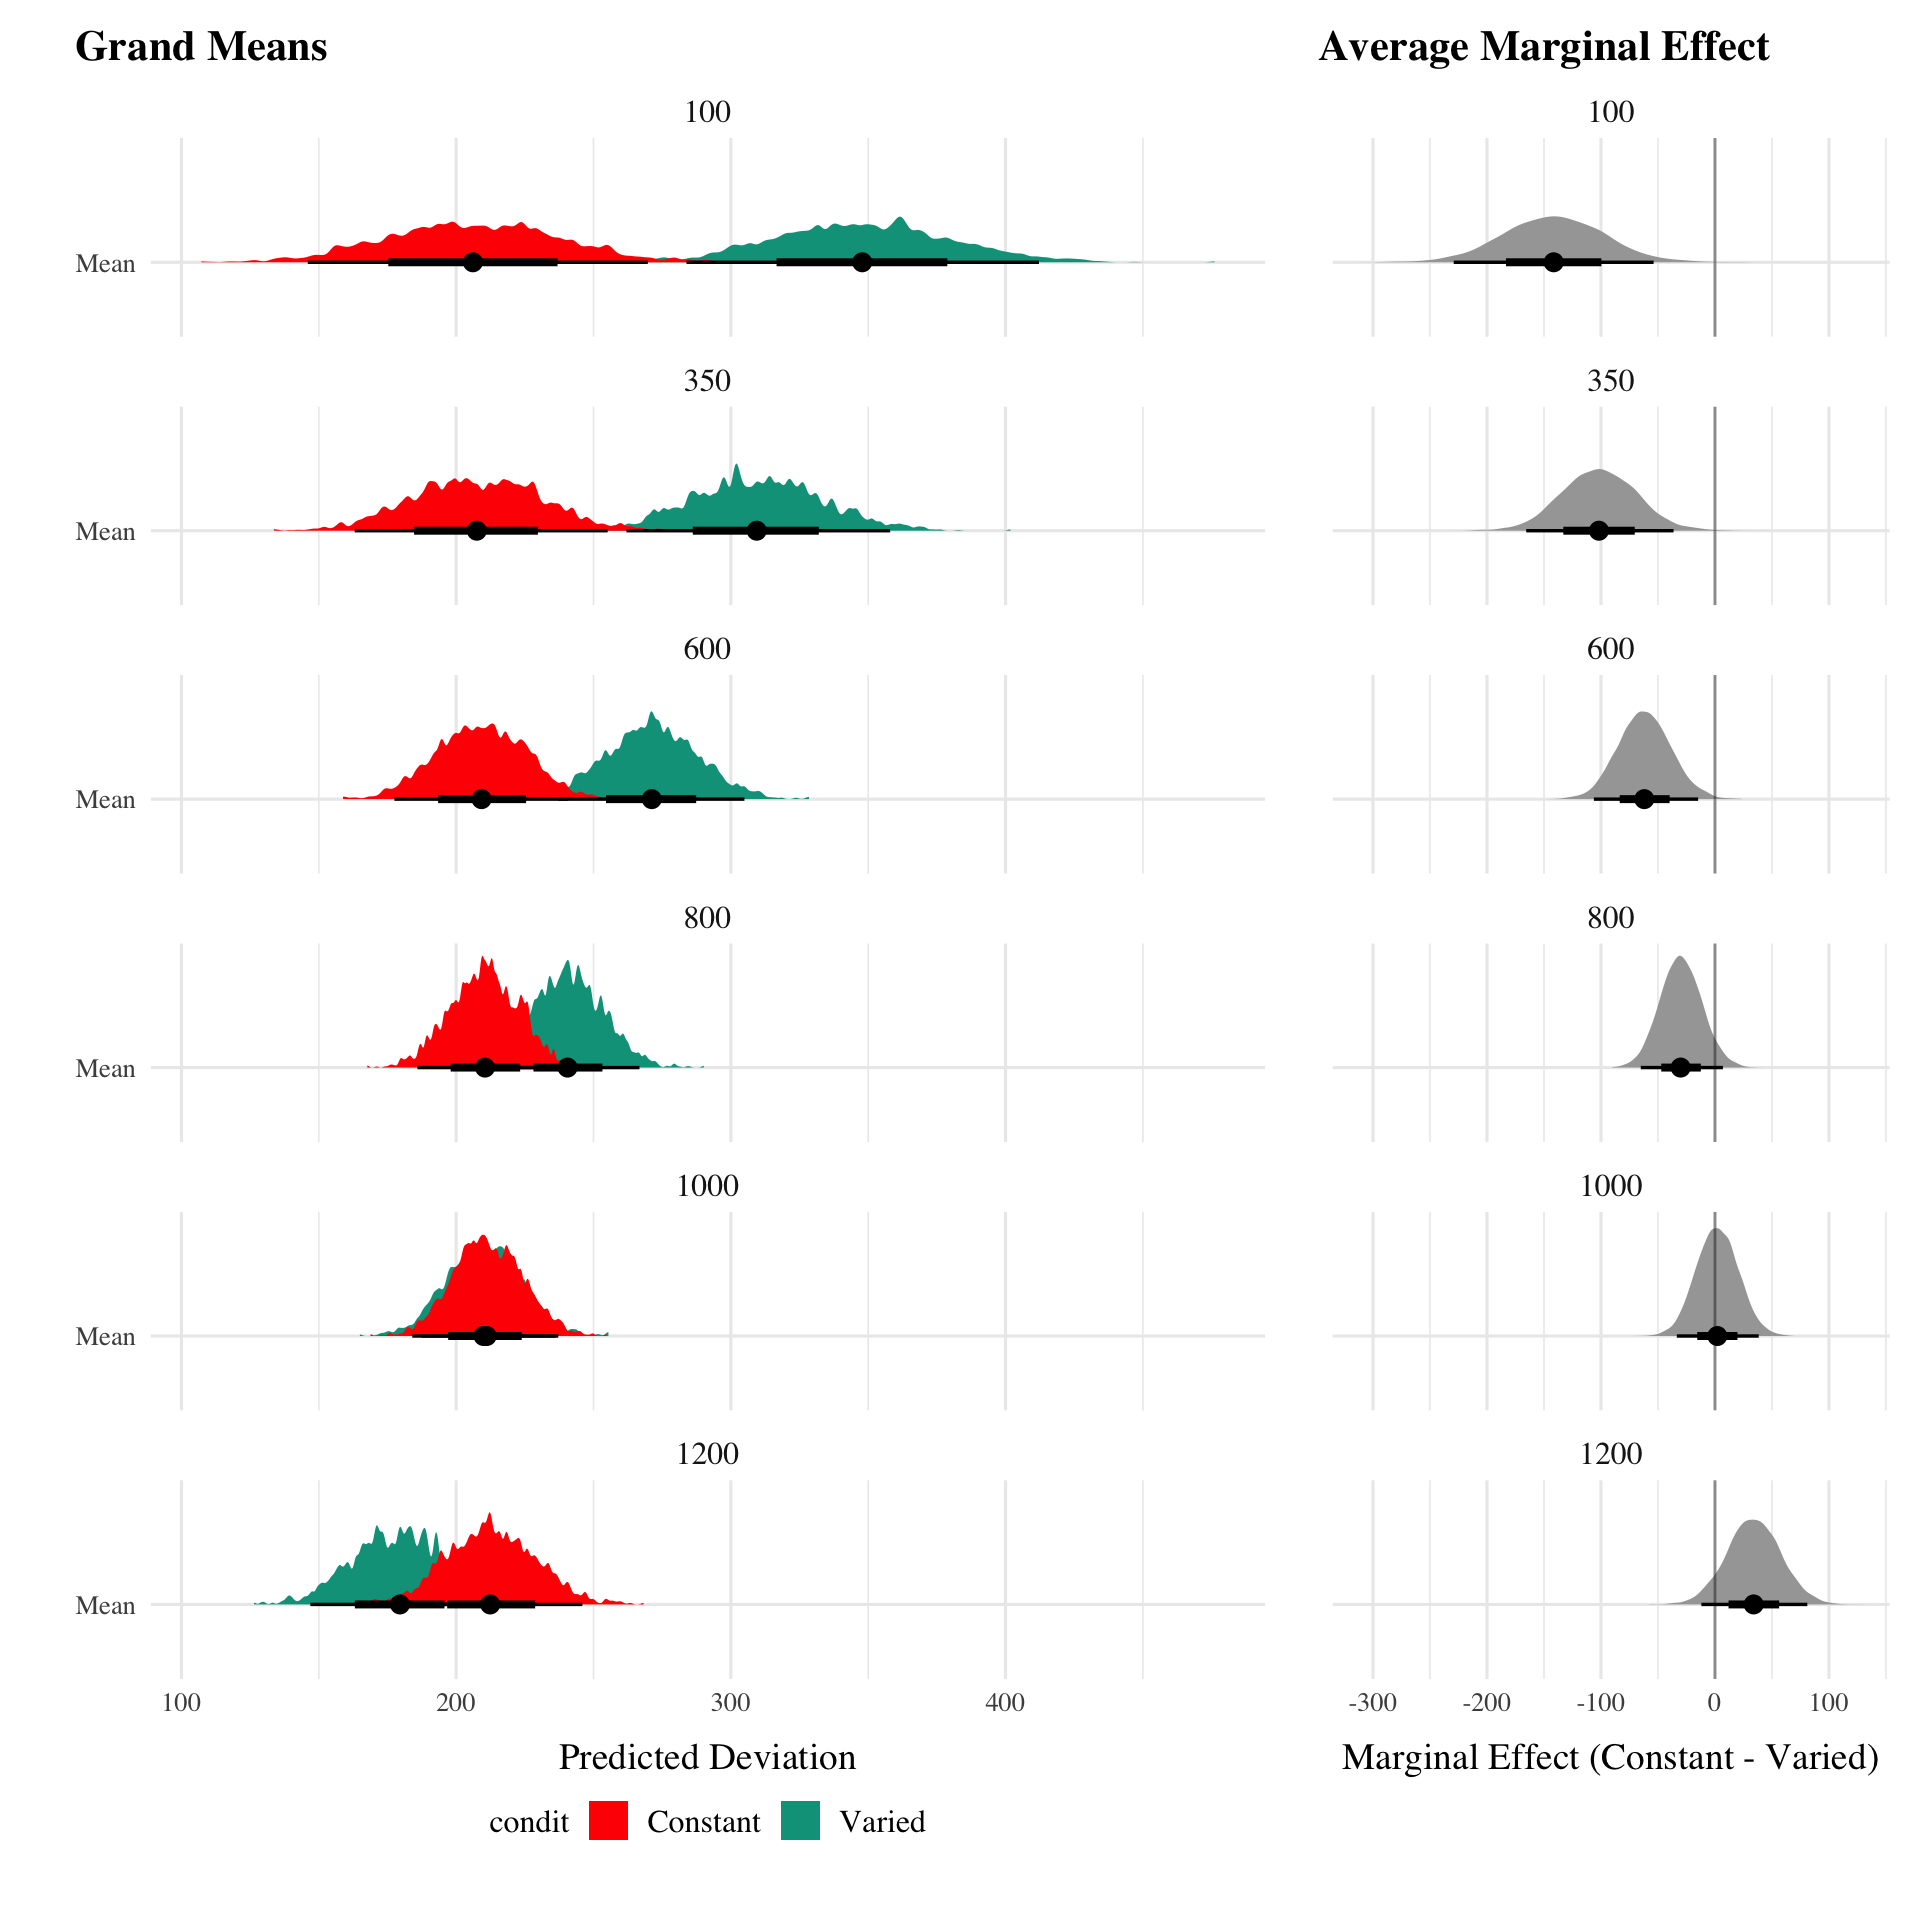 Grand Means
Average Marginal Effect
100
100
Mean
350
350
Mean
600
600
Mean
800
800
Mean
1000
1000
Mean
1200
1200
Mean
100 200 300 400
-300 -200 -100 0 100
Predicted Deviation
Marginal Effect (Constant - Varied)
condit Constant Varied